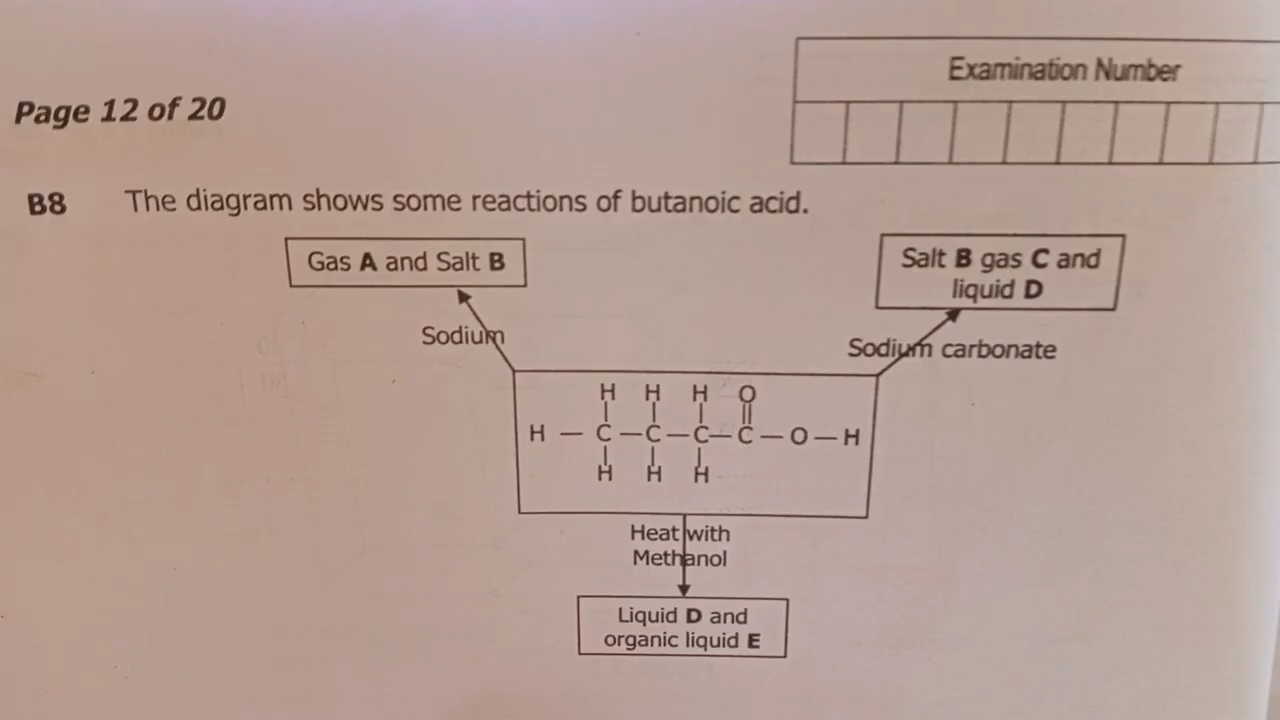 Examination Number
Page 12 of 20
B8 The diagram shows some reactions of butanoic acid.
Gas A and Salt B
Salt B gas C and
liquid D
Sodium
Sodium carbonate
H H H O
H — C — C — C — C — O — H
H H H
Heat with
Methanol
Liquid D and
organic liquid E